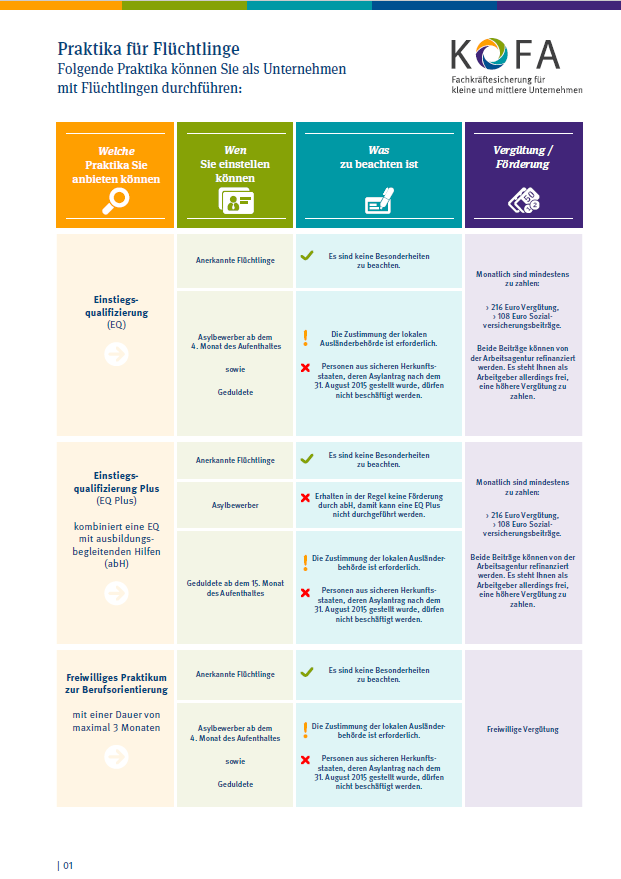 Praktika für Flüchtlinge
Folgende Praktika können Sie als Unternehmen
mit Flüchtlingen durchführen:
KOFA
Fachkräftesicherung für
kleine und mittlere Unternehmen
Welche
Praktika Sie
anbieten können
Wen
Sie einstellen
können
Was
zu beachten ist
Vergütung /
Förderung
Einstiegs-
qualifizierung
(EQ)
Anerkannte Flüchtlinge
Es sind keine Besonderheiten
zu beachten.
Asylbewerber ab dem
4. Monat des Aufenthaltes
sowie
Geduldete
Die Zustimmung der lokalen
Ausländerbehörde ist erforderlich.
Personen aus sicheren Herkunfts-
staaten, deren Asylantrag nach dem
31. August 2015 gestellt wurde, dürfen
nicht beschäftigt werden.
Monatlich sind mindestens
zu zahlen:
> 216 Euro Vergütung,
> 108 Euro Sozial-
versicherungsbeiträge.
Beide Beiträge können von
der Arbeitsagentur refinanziert
werden. Es steht Ihnen als
Arbeitgeber allerdings frei,
eine höhere Vergütung zu
zahlen.
Einstiegs-
qualifizierung Plus
(EQ Plus)
kombiniert eine EQ
mit ausbildungs-
begleitenden Hilfen
(abH)
Anerkannte Flüchtlinge
Es sind keine Besonderheiten
zu beachten.
Asylbewerber
Erhalten in der Regel keine Förderung
durch abH, damit kann eine EQ Plus
nicht durchgeführt werden.
Geduldete ab dem 15. Monat
des Aufenthaltes
Die Zustimmung der lokalen Ausländer-
behörde ist erforderlich.
Personen aus sicheren Herkunfts-
staaten, deren Asylantrag nach dem
31. August 2015 gestellt wurde, dürfen
nicht beschäftigt werden.
Monatlich sind mindestens
zu zahlen:
> 216 Euro Vergütung,
> 108 Euro Sozial-
versicherungsbeiträge.
Beide Beiträge können von der
Arbeitsagentur refinanziert
werden. Es steht Ihnen als
Arbeitgeber allerdings frei,
eine höhere Vergütung zu
zahlen.
Freiwilliges Praktikum
zur Berufsorientierung
mit einer Dauer von
maximal 3 Monaten
Anerkannte Flüchtlinge
Es sind keine Besonderheiten
zu beachten.
Asylbewerber ab dem
4. Monat des Aufenthaltes
sowie
Geduldete
Die Zustimmung der lokalen Ausländer-
behörde ist erforderlich.
Personen aus sicheren Herkunfts-
staaten, deren Asylantrag nach dem
31. August 2015 gestellt wurde, dürfen
nicht beschäftigt werden.
Freiwillige Vergütung
| 01